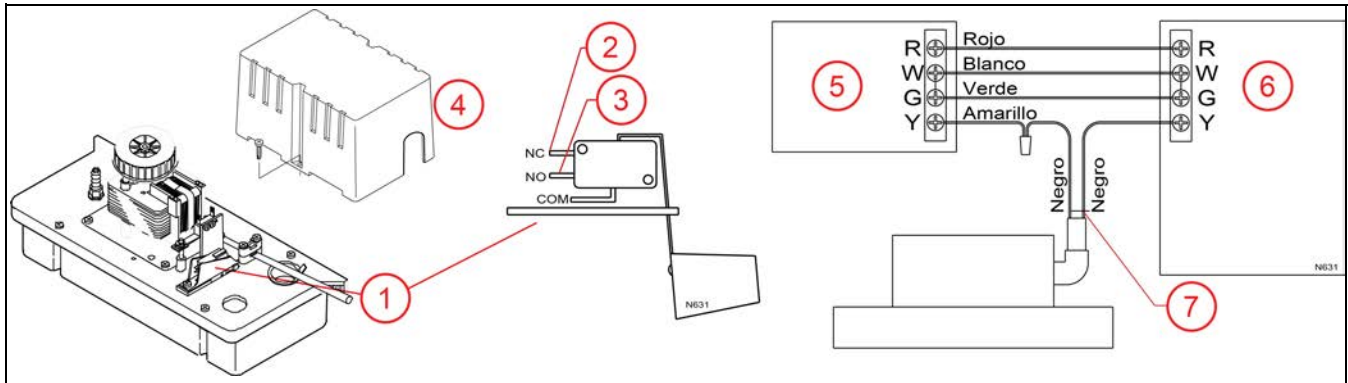 1
2
3
4
NC
NO
COM
N631
5
6
R Rojo R
W Blanco W
G Verde G
Y Amarillo Y
Negro Negro
7
N631